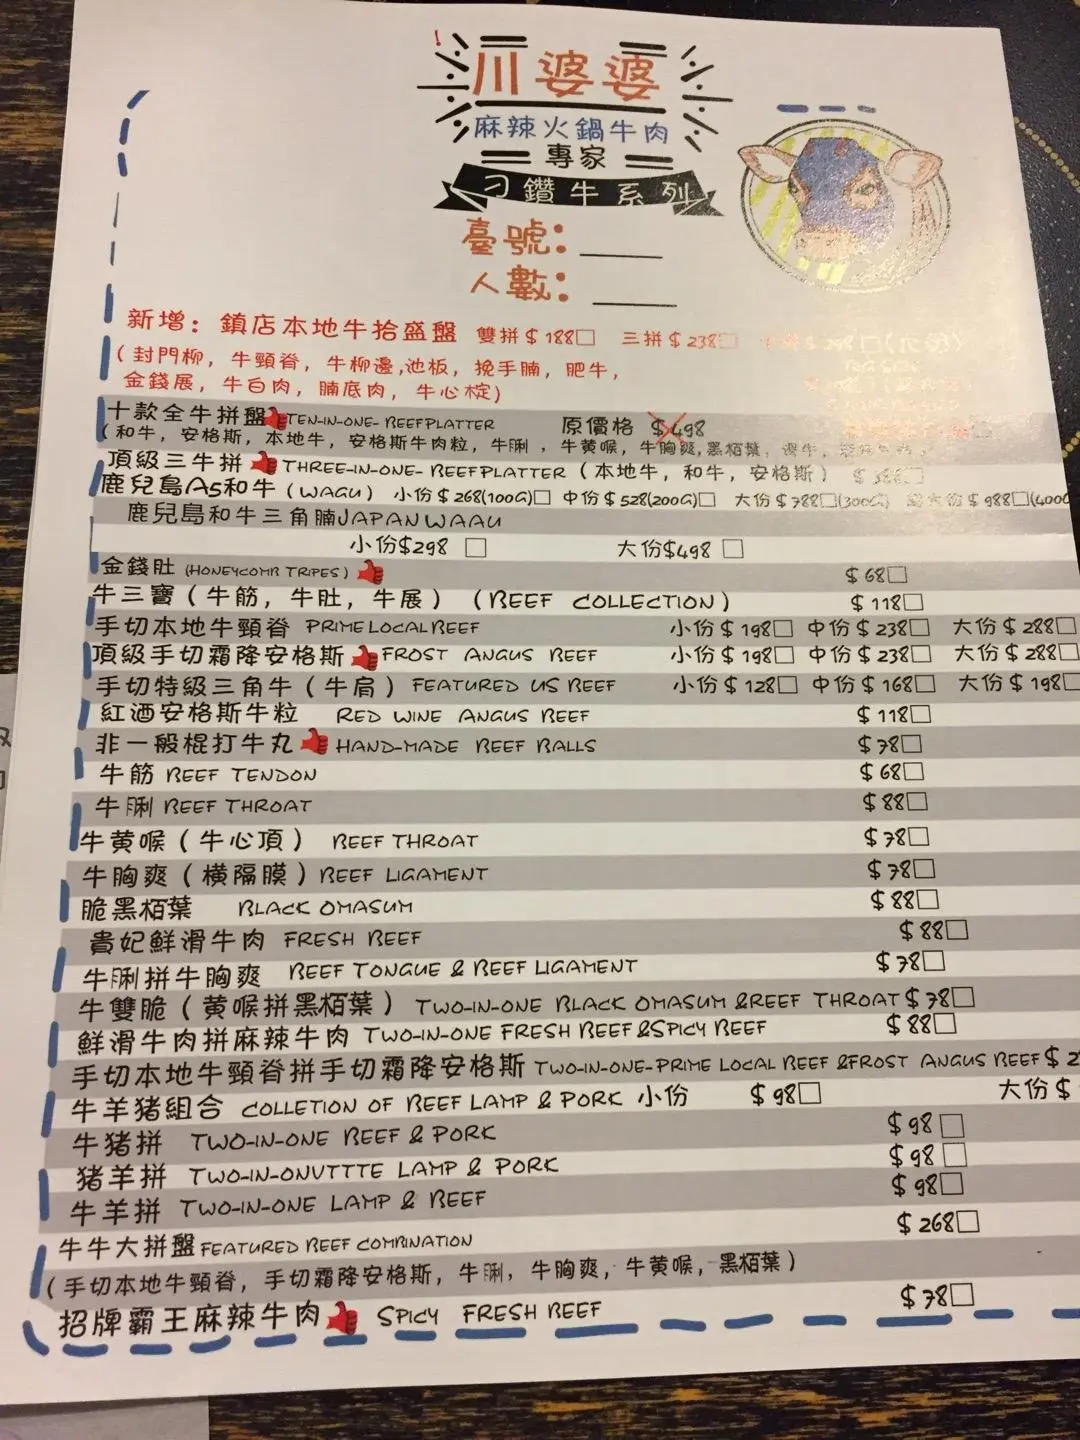 川婆婆
麻辣火鍋牛肉
專家
刁鑽牛系列
臺號：
人數：
新增：鎮店本地牛拾盛盤 雙拼$188□ 三拼$238□
(封門柳，牛頸脊，牛柳邊,池板，挽手腩，肥牛，
金錢展，牛白肉，腩底肉，牛心椗)
十款全牛拼盤 TEN-IN-ONE-BEEFPLATTER 原價格 $498
(和牛，安格斯，本地牛，安格斯牛肉粒，牛脷，牛黄喉，牛胸爽,黑栢葉，
頂級三牛拼 THREE-IN-ONE-BEEFPLATTER (本地牛，和牛，安格斯)
鹿兒島A5和牛 (WAGU) 小份$268(100G)□ 中份$528(200G)□ 大份$788□(300G) $988□(400G
鹿兒島和牛三角腩JAPANWAAU
小份$298 □ 大份$498 □
金錢肚 (HONEYCOMB TRIPES) $68□
牛三寶(牛筋，牛肚，牛展) (BEEF COLLECTION) $118□
手切本地牛頸脊 PRIME LOCAL BEEF 小份$198□ 中份$238□ 大份$288□
頂級手切霜降安格斯 FROST ANGUS BEEF 小份$198□ 中份$238□ 大份$288□
手切特級三角牛(牛肩) FEATURED US BEEF 小份$128□ 中份$168□ 大份$198□
紅酒安格斯牛粒 RED WINE ANGUS BEEF $118□
非一般棍打牛丸 HAND-MADE BEEF BALLS $78□
牛筋 BEEF TENDON $68□
牛脷 BEEF THROAT $88□
牛黄喉(牛心頂) BEEF THROAT $78□
牛胸爽(橫隔膜) BEEF LIGAMENT $78□
脆黑栢葉 BLACK OMASUM $88□
貴妃鮮滑牛肉 FRESH BEEF $88□
牛脷拼牛胸爽 BEEF TONGUE & BEEF LIGAMENT $78□
牛雙脆(黄喉拼黑栢葉) TWO-IN-ONE BLACK OMASUM &REEF THROAT $78□
鮮滑牛肉拼麻辣牛肉 TWO-IN-ONE FRESH BEEF &SPICY BEEF $88□
手切本地牛頸脊拼手切霜降安格斯 TWO-IN-ONE-PRIME LOCAL BEEF &FROST ANGUS BEEF $2
牛羊猪組合 COLLETION OF BEEF LAMP & PORK 小份 $98□ 大份$
牛猪拼 TWO-IN-ONE BEEF & PORK $98□
猪羊拼 TWO-IN-ONVTTTE LAMP & PORK $98□
牛羊拼 TWO-IN-ONE LAMP & BEEF $98□
牛牛大拼盤 FEATURED BEEF COMBINATION $268□
(手切本地牛頸脊，手切霜降安格斯，牛脷，牛胸爽，牛黄喉，黑栢葉)
招牌霸王麻辣牛肉 SPICY FRESH BEEF $78□